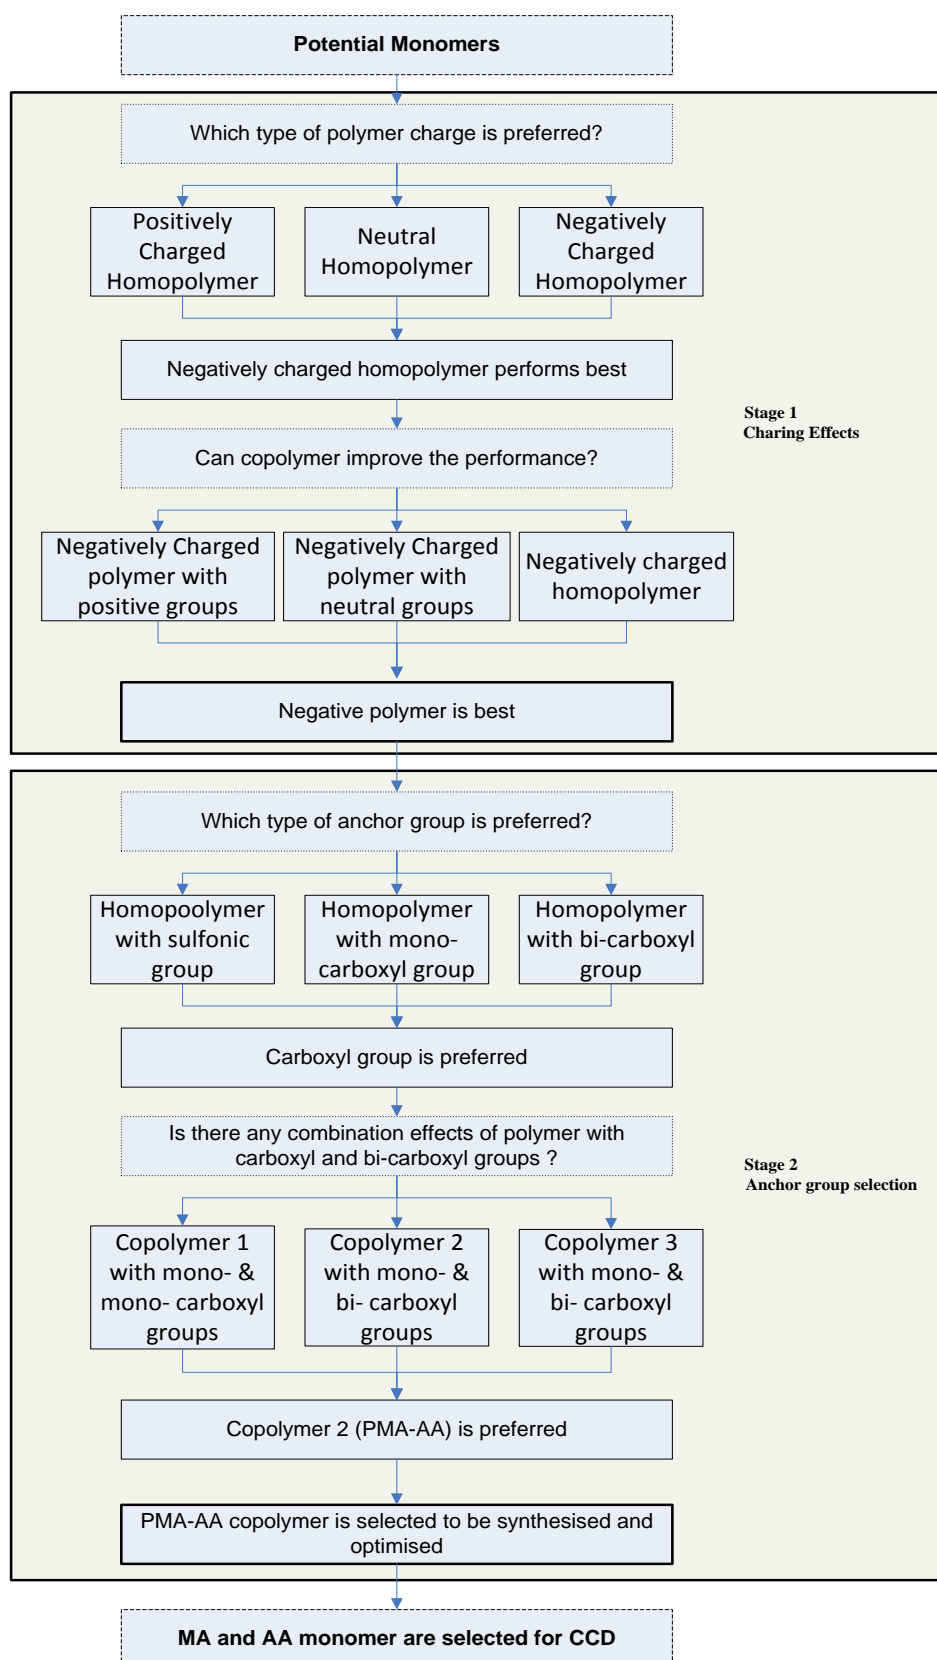 Potential Monomers
Which type of polymer charge is preferred?
Positively
Charged
Homopolymer
Neutral
Homopolymer
Negatively
Charged
Homopolymer
Negatively charged homopolymer performs best
Stage 1
Charing Effects
Can copolymer improve the performance?
Negatively Charged
polymer with
positive groups
Negatively Charged
polymer with
neutral groups
Negatively charged
homopolymer
Negative polymer is best
Which type of anchor group is preferred?
Homopoolymer
with sulfonic
group
Homopolymer
with mono-
carboxyl group
Homopolymer
with bi-carboxyl
group
Carboxyl group is preferred
Is there any combination effects of polymer with
carboxyl and bi-carboxyl groups ?
Stage 2
Anchor group selection
Copolymer 1
with mono- &
mono- carboxyl
groups
Copolymer 2
with mono- &
bi- carboxyl
groups
Copolymer 3
with mono- &
bi- carboxyl
groups
Copolymer 2 (PMA-AA) is preferred
PMA-AA copolymer is selected to be synthesised and
optimised
MA and AA monomer are selected for CCD